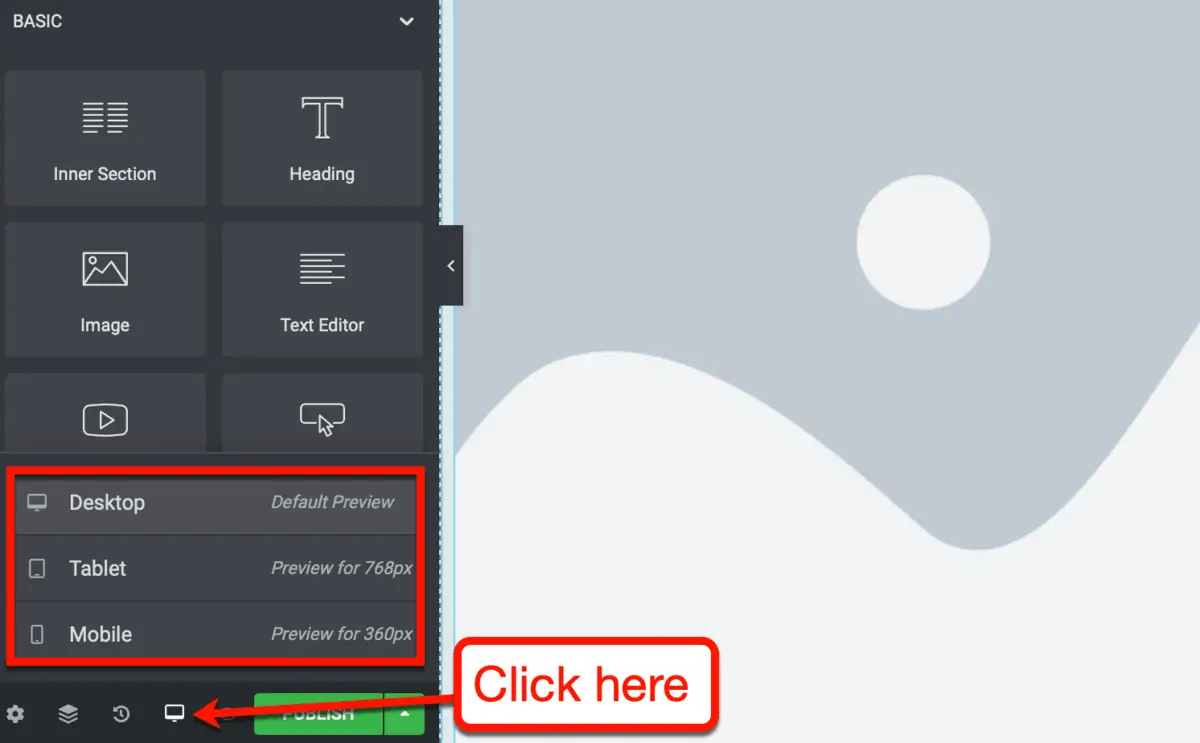 BASIC
Inner Section
Heading
Image
Text Editor
Desktop
Default Preview
Tablet
Preview for 768px
Mobile
Preview for 360px
Click here
PUBLISH